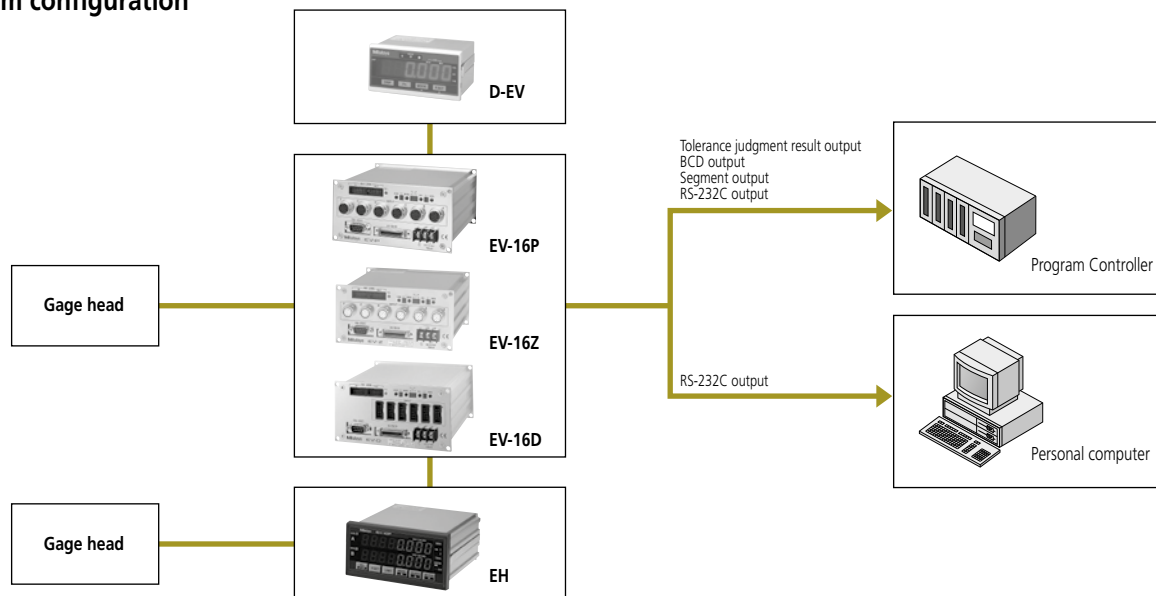 m configuration
D-EV
EV-16P
EV-16Z
EV-16D
Gage head
Gage head
EH
Tolerance judgment result output
BCD output
Segment output
RS-232C output
Program Controller
RS-232C output
Personal computer